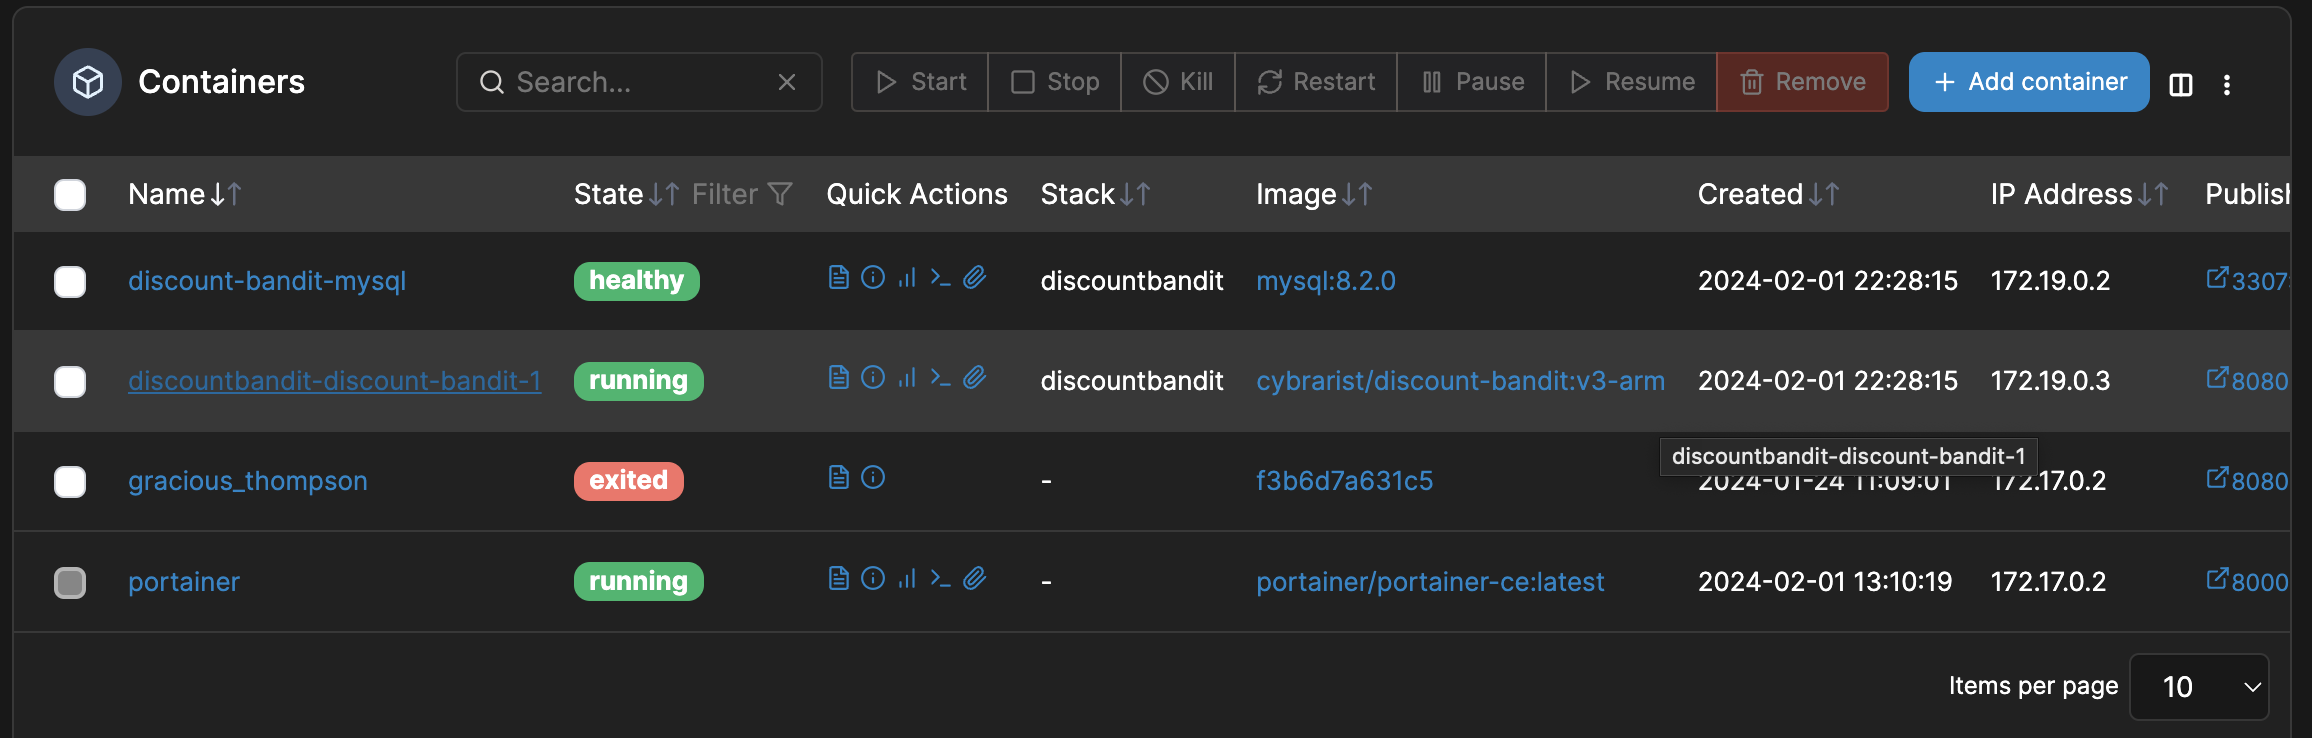 Containers Search... Start Stop Kill Restart Pause Resume Remove + Add container
Name State Filter Quick Actions Stack Image Created IP Address Publish
discount-bandit-mysql healthy discountbandit mysql:8.2.0 2024-02-01 22:28:15 172.19.0.2 3307:
discountbandit-discount-bandit-1 running discountbandit cybrarist/discount-bandit:v3-arm 2024-02-01 22:28:15 172.19.0.3 8080
discountbandit-discount-bandit-1
gracious_thompson exited - f3b6d7a631c5 2024-01-24 11:09:01 172.17.0.2 8080
portainer running - portainer/portainer-ce:latest 2024-02-01 13:10:19 172.17.0.2 8000
Items per page 10